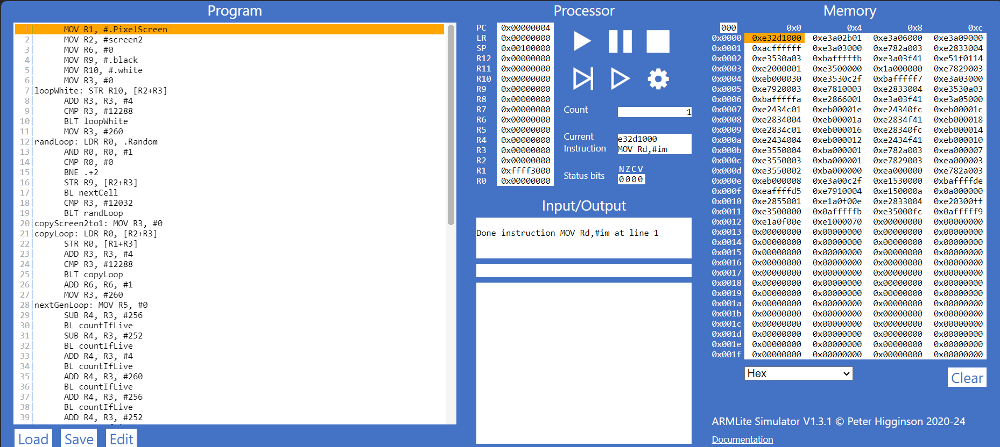 Program
1| MOV R1, #.PixelScreen
2| MOV R2, #screen2
3| MOV R6, #0
4| MOV R9, #.black
5| MOV R10, #.white
6| MOV R3, #0
7|loopWhite: STR R10, [R2+R3]
8| ADD R3, R3, #4
9| CMP R3, #12288
10| BLT loopWhite
11| MOV R3, #260
12|randLoop: LDR R0, .Random
13| AND R0, R0, #1
14| CMP R0, #0
15| BNE .+2
16| STR R9, [R2+R3]
17| BL nextCell
18| CMP R3, #12032
19| BLT randLoop
20|copyScreen2to1: MOV R3, #0
21|copyLoop: LDR R0, [R2+R3]
22| STR R0, [R1+R3]
23| ADD R3, R3, #4
24| CMP R3, #12288
25| BLT copyLoop
26| ADD R6, R6, #1
27| MOV R3, #260
28|nextGenLoop: MOV R5, #0
29| SUB R4, R3, #256
30| BL countIfLive
31| SUB R4, R3, #252
32| BL countIfLive
33| ADD R4, R3, #4
34| BL countIfLive
35| ADD R4, R3, #260
36| BL countIfLive
37| ADD R4, R3, #256
38| BL countIfLive
39| ADD R4, R3, #252
Load Save Edit
Processor
PC 0x00000004
LR 0x00000000
SP 0x00100000
R12 0x00000000
R11 0x00000000
R10 0x00000000
R9 0x00000000
R8 0x00000000
R7 0x00000000
R6 0x00000000
R5 0x00000000
R4 0x00000000
R3 0x00000000
R2 0x00000000
R1 0xffff3000
R0 0x00000000
Count 1
Current Instruction
e32d1000
MOV Rd,#im
Status bits
NZCV
0000
Input/Output
Done instruction MOV Rd,#im at line 1
Memory
000 0x0 0x4 0x8 0xc
0x0000 0xe32d1000 0xe3a02b01 0xe3a06000 0xe3a09000
0x0001 0xacffffff 0xe3a03000 0xe782a003 0xe2833004
0x0002 0xe3530a03 0xbafffffb 0xe3a03f41 0xe51f0114
0x0003 0xe2000001 0xe3500000 0x1a000000 0xe7829003
0x0004 0xeb000030 0xe3530c2f 0xbafffff7 0xe3a03000
0x0005 0xe7920003 0xe7810003 0xe2833004 0xe3530a03
0x0006 0xbafffffa 0xe2866001 0xe3a03f41 0xe3a05000
0x0007 0xe2434c01 0xeb00001e 0xe24340fc 0xeb00001c
0x0008 0xe2834004 0xeb00001a 0xe2834f41 0xeb000018
0x0009 0xe2834c01 0xeb000016 0xe28340fc 0xeb000014
0x000a 0xe2434004 0xeb000012 0xe2434f41 0xeb000010
0x000b 0xe3550004 0xba000001 0xe782a003 0xea000007
0x000c 0xe3550003 0xba000001 0xe7829003 0xea000003
0x000d 0xe3550002 0xba000000 0xea000000 0xe782a003
0x000e 0xeb000008 0xe3a00c2f 0xe1530000 0xbaffffde
0x000f 0xeaffffd5 0xe7910004 0xe150000a 0x0a000000
0x0010 0xe2855001 0xe1a0f00e 0xe2833004 0xe20300ff
0x0011 0xe3500000 0x0afffffb 0xe35000fc 0x0afffff9
0x0012 0xe1a0f00e 0xe1000070 0x00000000 0x00000000
0x0013 0x00000000 0x00000000 0x00000000 0x00000000
0x0014 0x00000000 0x00000000 0x00000000 0x00000000
0x0015 0x00000000 0x00000000 0x00000000 0x00000000
0x0016 0x00000000 0x00000000 0x00000000 0x00000000
0x0017 0x00000000 0x00000000 0x00000000 0x00000000
0x0018 0x00000000 0x00000000 0x00000000 0x00000000
0x0019 0x00000000 0x00000000 0x00000000 0x00000000
0x001a 0x00000000 0x00000000 0x00000000 0x00000000
0x001b 0x00000000 0x00000000 0x00000000 0x00000000
0x001c 0x00000000 0x00000000 0x00000000 0x00000000
0x001d 0x00000000 0x00000000 0x00000000 0x00000000
0x001e 0x00000000 0x00000000 0x00000000 0x00000000
0x001f 0x00000000 0x00000000 0x00000000 0x00000000
Hex
Clear
ARMLite Simulator V1.3.1 © Peter Higginson 2020-24
Documentation